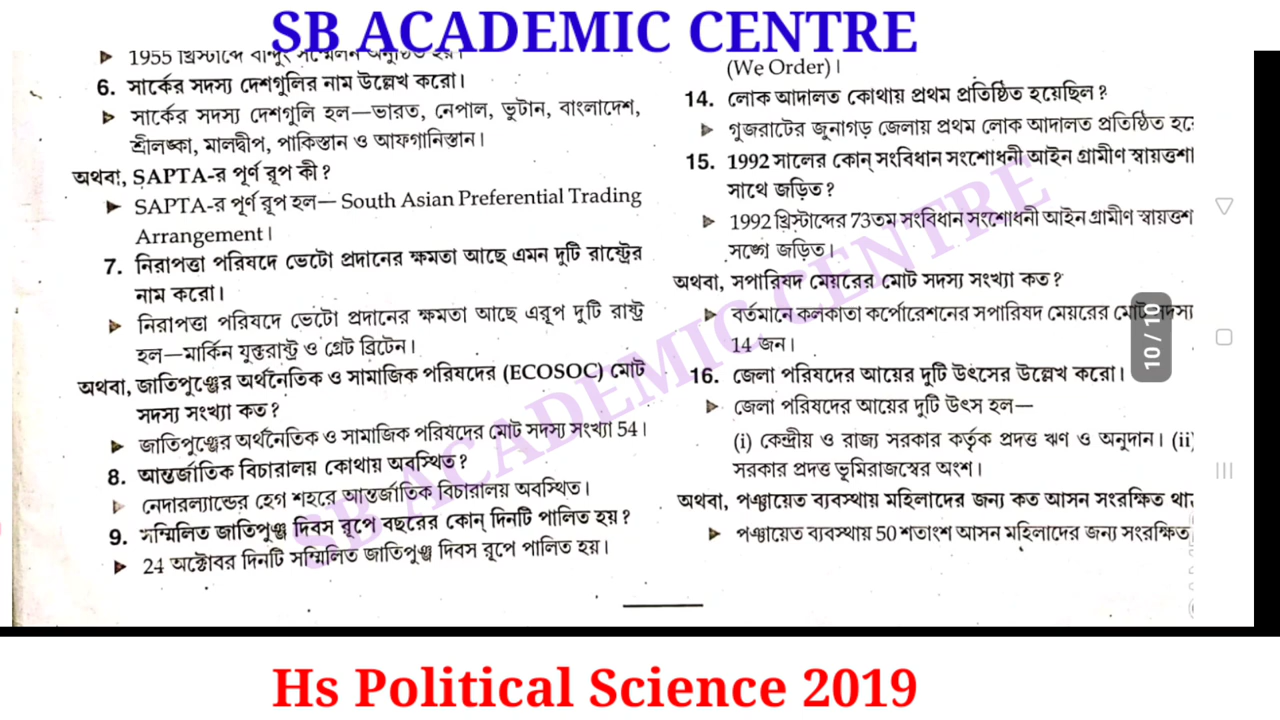 SB ACADEMIC CENTRE
1955 খ্রিস্টাব্দে বান্দুং সম্মেলন অনুষ্ঠিত হয়।
6. সার্কের সদস্য দেশগুলির নাম উল্লেখ করো।
সার্কের সদস্য দেশগুলি হল—ভারত, নেপাল, ভুটান, বাংলাদেশ,
শ্রীলঙ্কা, মালদ্বীপ, পাকিস্তান ও আফগানিস্তান।
অথবা, SAPTA-র পূর্ণ রূপ কী?
SAPTA-র পূর্ণ রূপ হল— South Asian Preferential Trading
Arrangement।
7. নিরাপত্তা পরিষদে ভেটো প্রদানের ক্ষমতা আছে এমন দুটি রাষ্ট্রের
নাম করো।
নিরাপত্তা পরিষদে ভেটো প্রদানের ক্ষমতা আছে এরূপ দুটি রাষ্ট্র
হল—মার্কিন যুক্তরাষ্ট্র ও গ্রেট ব্রিটেন।
অথবা, জাতিপুঞ্জের অর্থনৈতিক ও সামাজিক পরিষদের (ECOSOC) মোট
সদস্য সংখ্যা কত?
জাতিপুঞ্জের অর্থনৈতিক ও সামাজিক পরিষদের মোট সদস্য সংখ্যা 54।
8. আন্তর্জাতিক বিচারালয় কোথায় অবস্থিত?
নেদারল্যান্ডের হেগ শহরে আন্তর্জাতিক বিচারালয় অবস্থিত।
9. সম্মিলিত জাতিপুঞ্জ দিবস রূপে বছরের কোন্ দিনটি পালিত হয়?
24 অক্টোবর দিনটি সম্মিলিত জাতিপুঞ্জ দিবস রূপে পালিত হয়।
(We Order)।
14. লোক আদালত কোথায় প্রথম প্রতিষ্ঠিত হয়েছিল?
গুজরাটের জুনাগড় জেলায় প্রথম লোক আদালত প্রতিষ্ঠিত
15. 1992 সালের কোন্ সংবিধান সংশোধনী আইন গ্রামীণ স্বায়ত্তশা
সাথে জড়িত?
1992 খ্রিস্টাব্দের 73তম সংবিধান সংশোধনী আইন গ্রামীণ স্বায়ত্তশ
সঙ্গে জড়িত।
অথবা, সপারিষদ মেয়রের মোট সদস্য সংখ্যা কত?
বর্তমানে কলকাতা কর্পোরেশনের সপারিষদ মেয়রের মোট সদস্য
14 জন।
16. জেলা পরিষদের আয়ের দুটি উৎসের উল্লেখ করো।
জেলা পরিষদের আয়ের দুটি উৎস হল—
(i) কেন্দ্রীয় ও রাজ্য সরকার কর্তৃক প্রদত্ত ঋণ ও অনুদান। (ii)
সরকার প্রদত্ত ভূমিরাজস্বের অংশ।
অথবা, পঞ্চায়েত ব্যবস্থায় মহিলাদের জন্য কত আসন সংরক্ষিত
পঞ্চায়েত ব্যবস্থায় 50 শতাংশ আসন মহিলাদের জন্য সংরক্ষিত
10 / 10
SB ACADEMIC CENTRE
Hs Political Science 2019